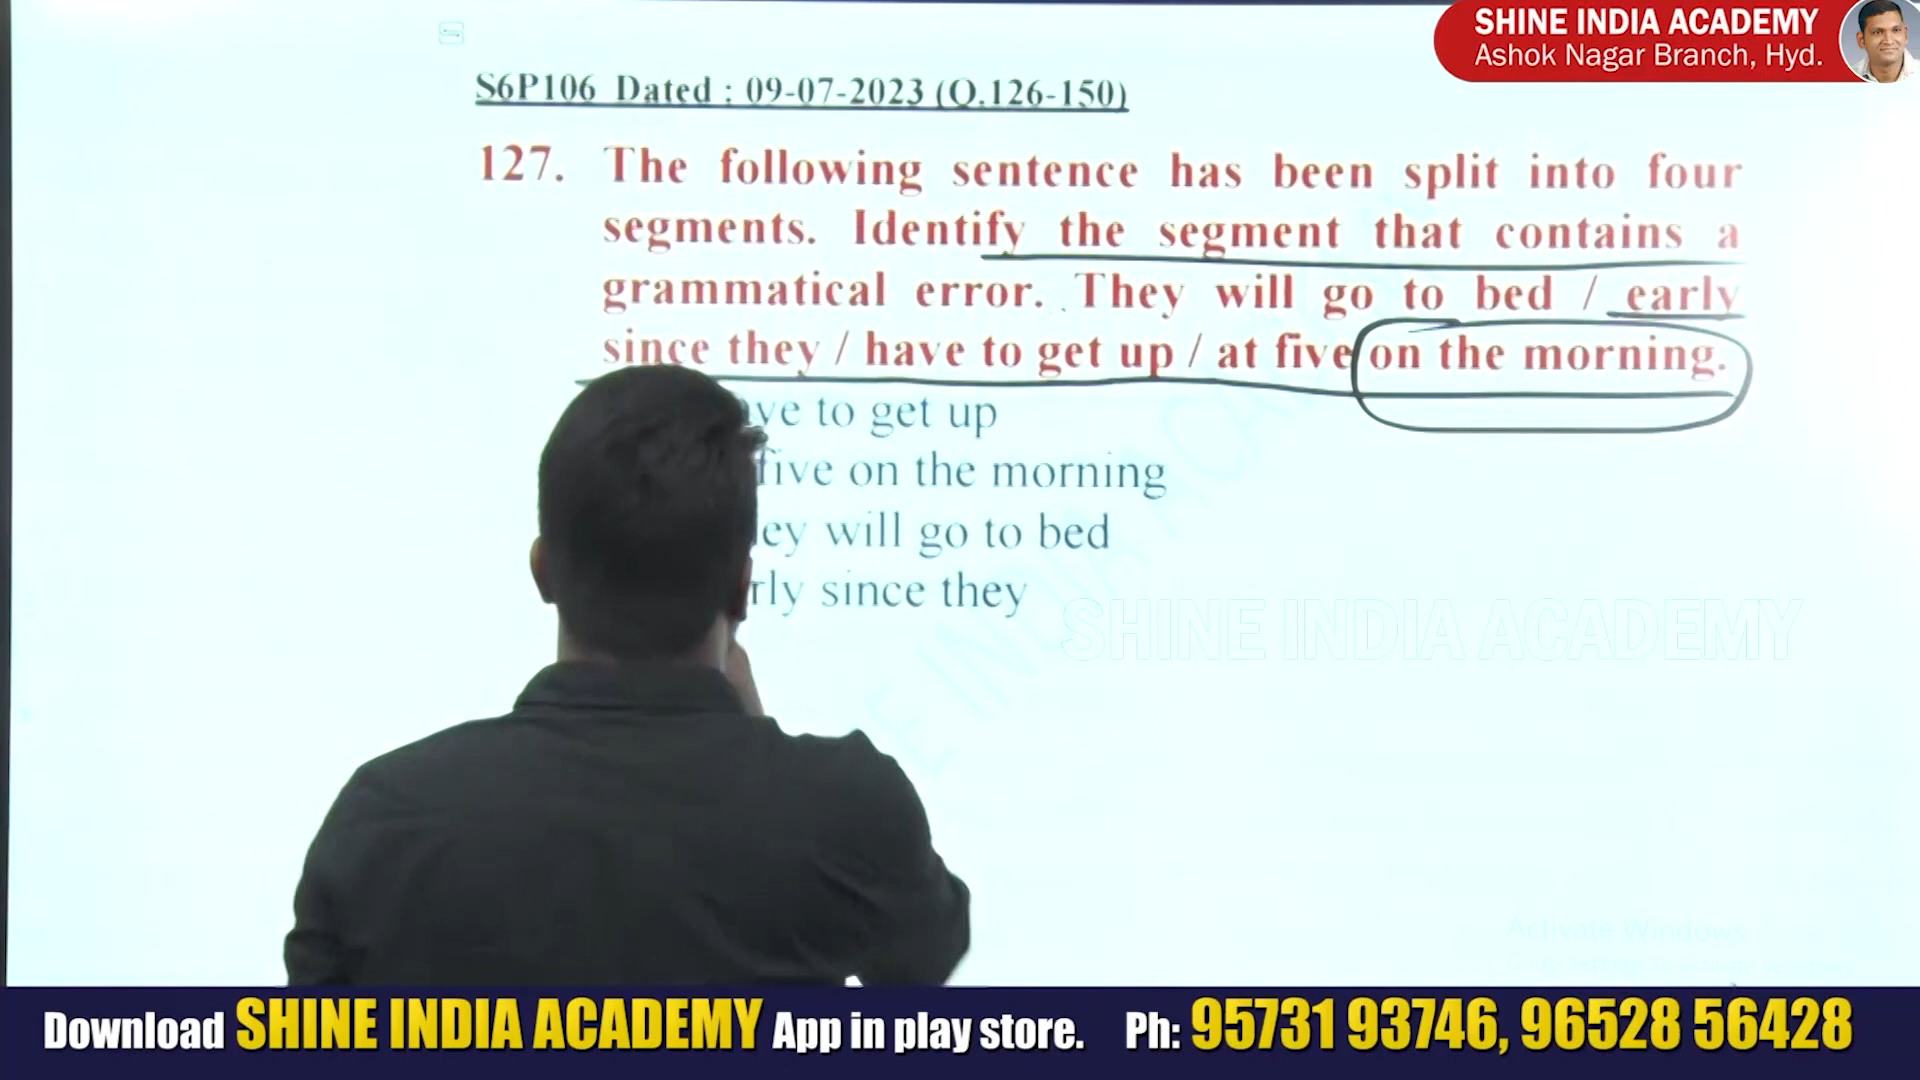 SHINE INDIA ACADEMY
Ashok Nagar Branch, Hyd.
S6P106 Dated : 09-07-2023 (Q.126-150)
127. The following sentence has been split into four
segments. Identify the segment that contains a
grammatical error. They will go to bed / early
since they / have to get up / at five on the morning.
to get up
five on the morning
will go to bed
since they
SHINE INDIA ACADEMY
Activate Windows
Download SHINE INDIA ACADEMY App in play store. Ph: 95731 93746, 96528 56428